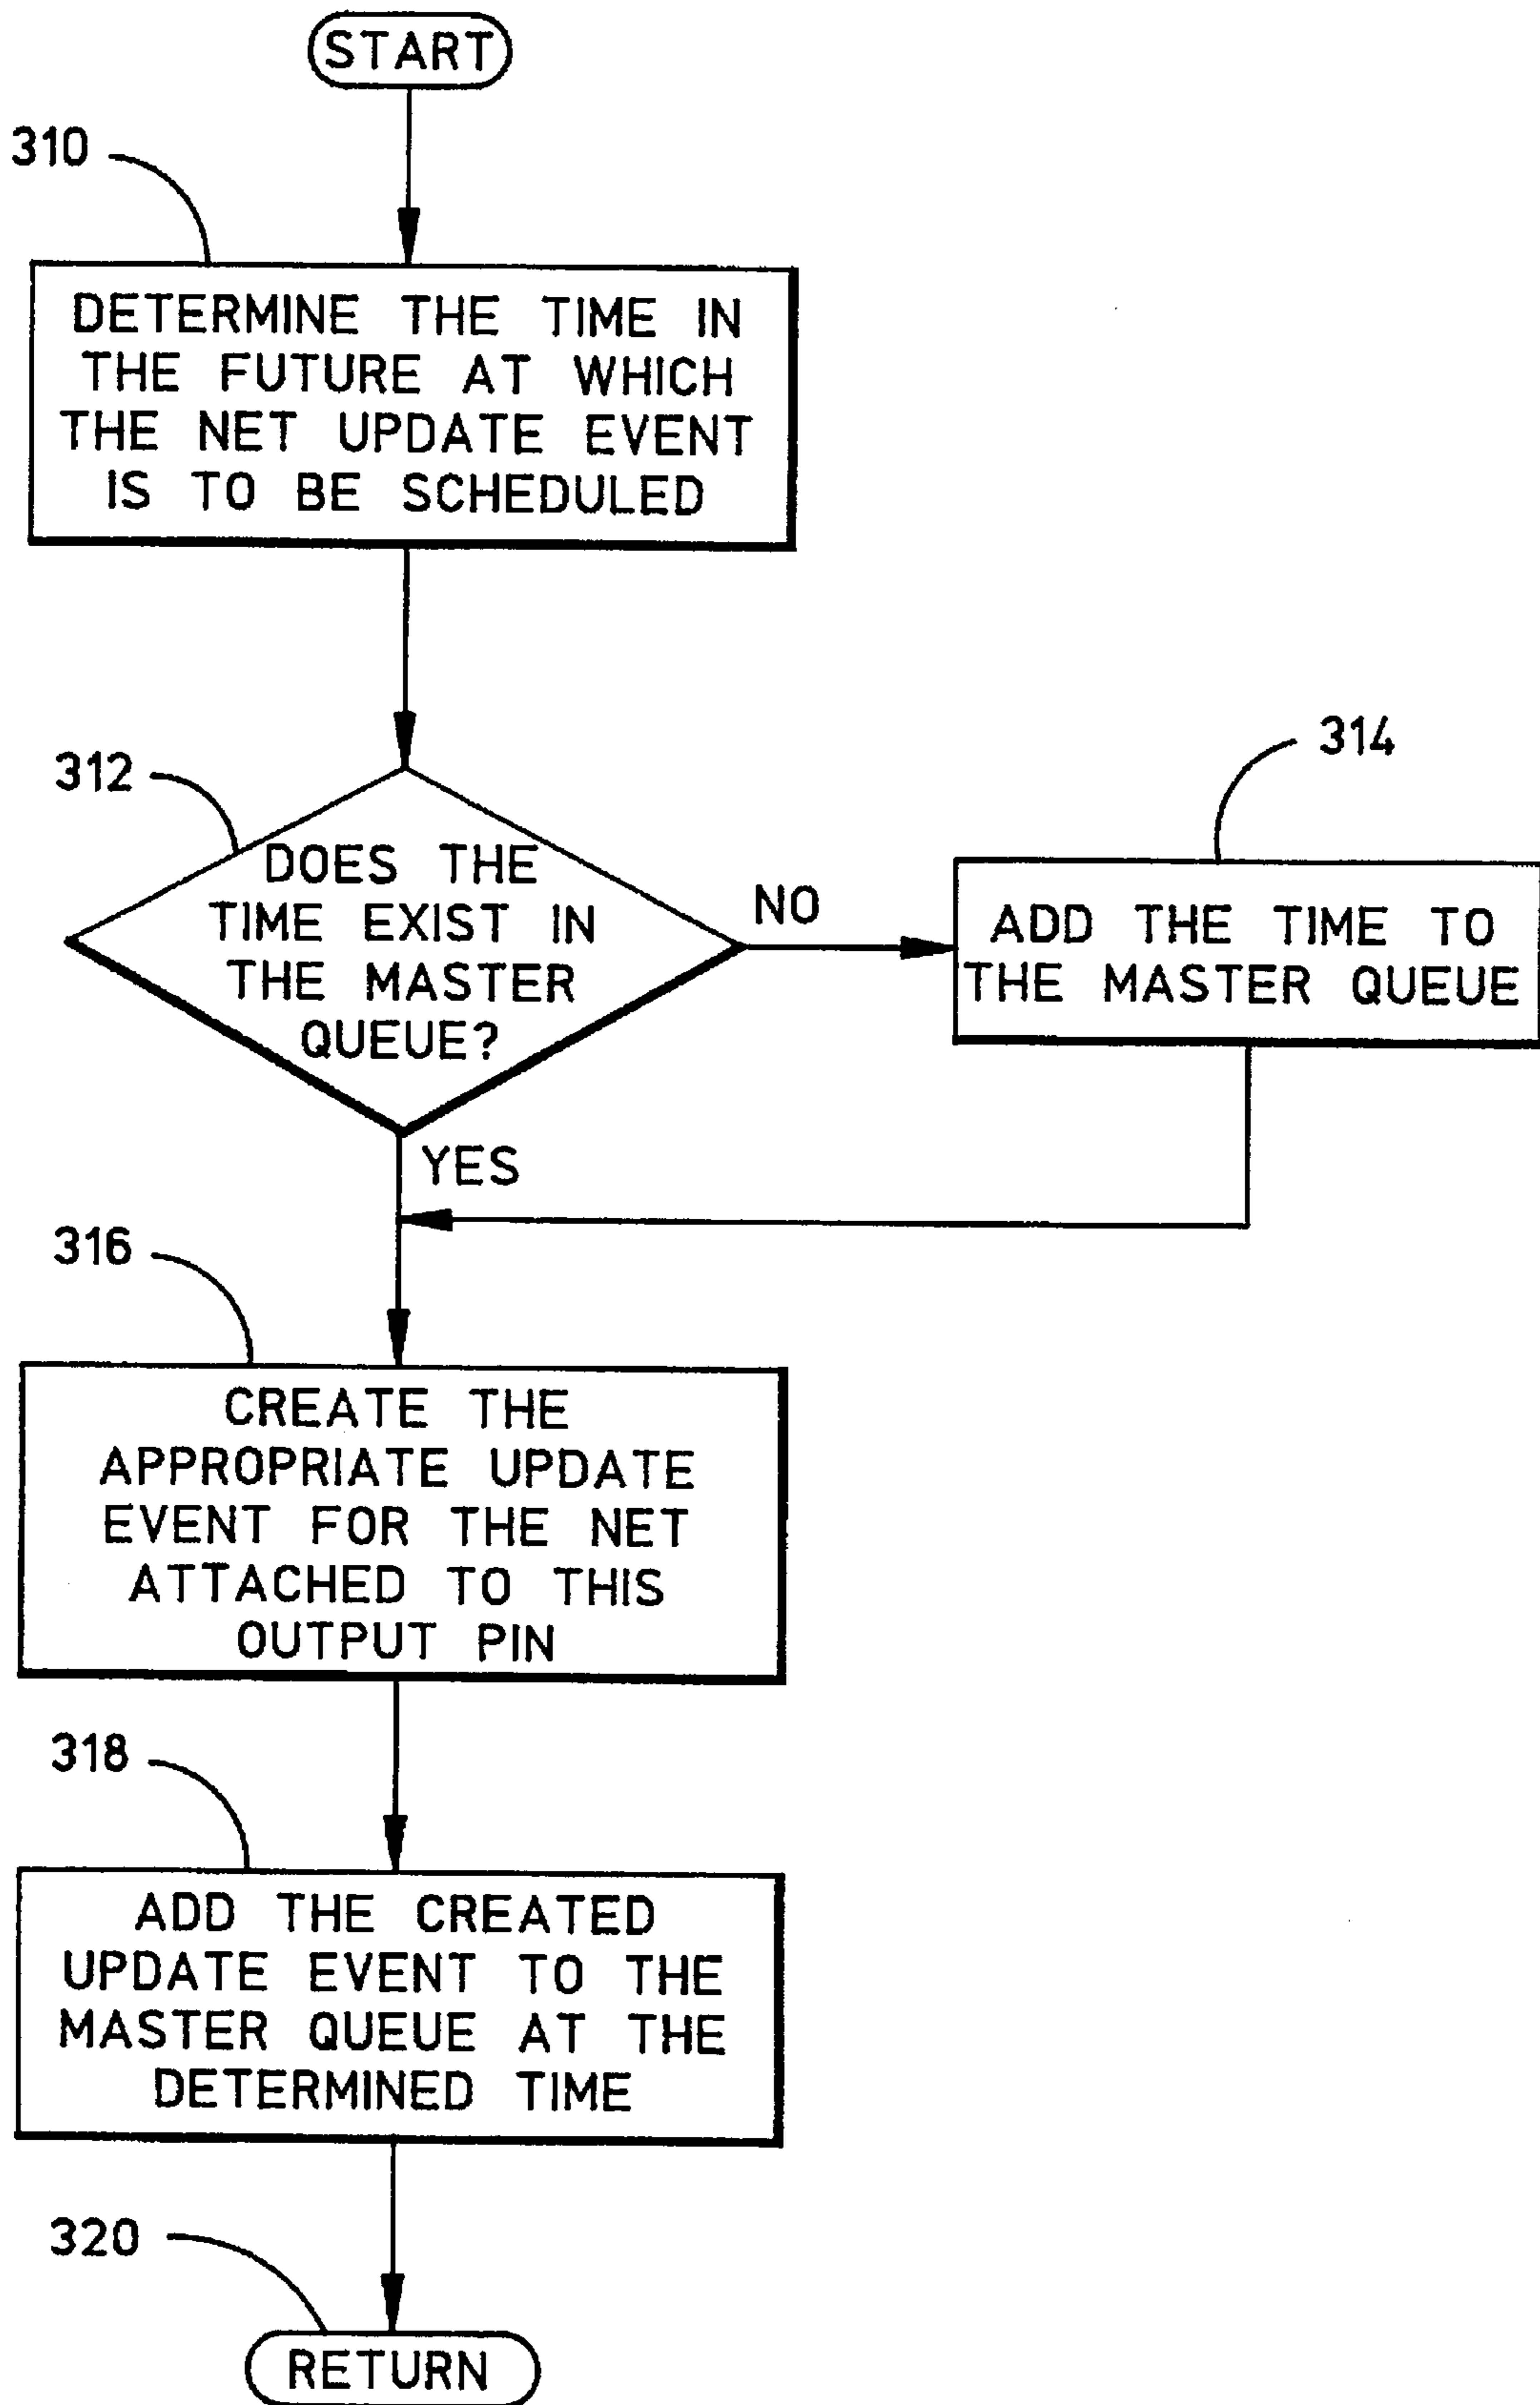 START
310
DETERMINE THE TIME IN
THE FUTURE AT WHICH
THE NET UPDATE EVENT
IS TO BE SCHEDULED
312
DOES THE
TIME EXIST IN
THE MASTER
QUEUE?
NO
314
ADD THE TIME TO
THE MASTER QUEUE
YES
316
CREATE THE
APPROPRIATE UPDATE
EVENT FOR THE NET
ATTACHED TO THIS
OUTPUT PIN
318
ADD THE CREATED
UPDATE EVENT TO THE
MASTER QUEUE AT THE
DETERMINED TIME
320
RETURN